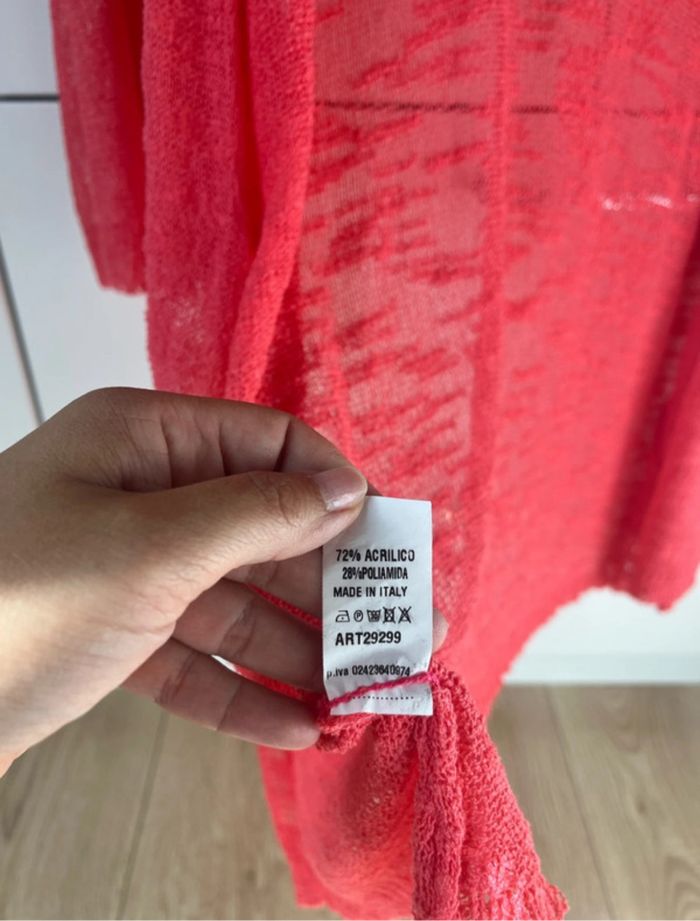 72% ACRILICO
28%POLIAMIDA
MADE IN ITALY
ART29299
p.iva 02423640974